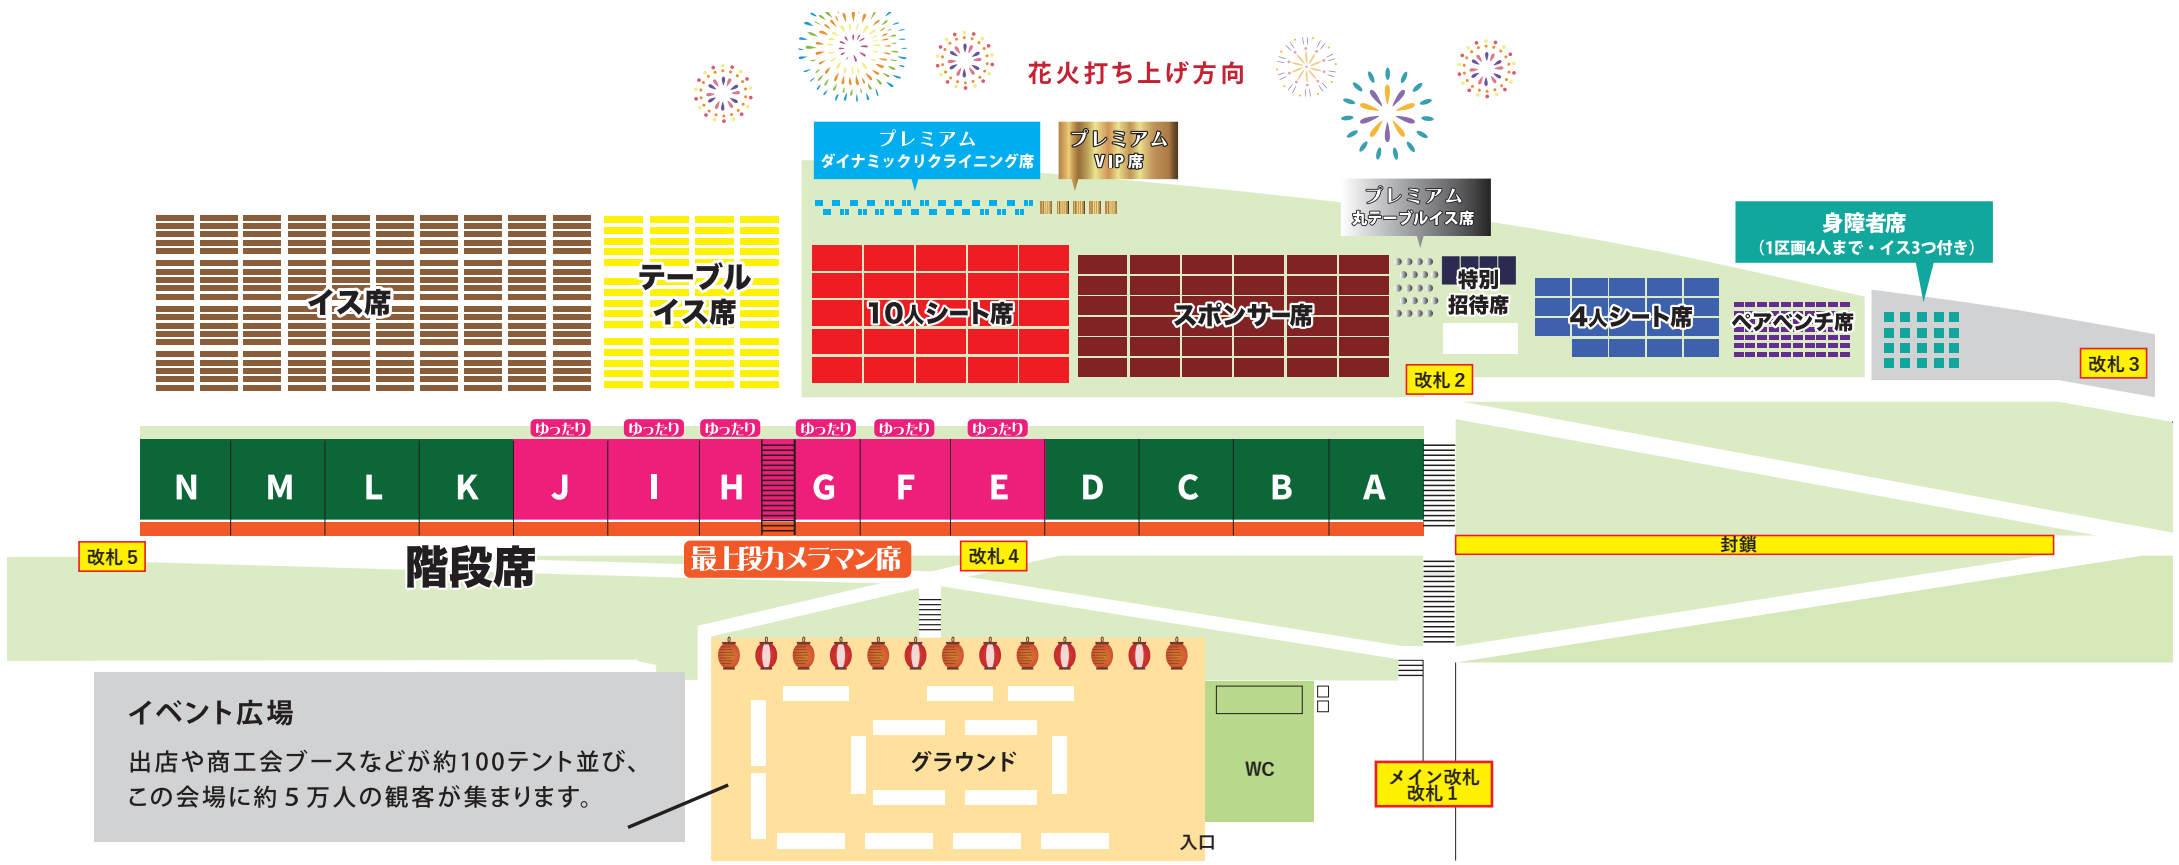 花火打ち上げ方向
プレミアム
ダイナミックリクライニング席
プレミアム
VIP席
プレミアム
丸テーブルイス席
身障者席
（1区画4人まで・イス3つ付き）
イス席
テーブル
イス席
10人シート席
スポンサー席
特別
招待席
4人シート席
ペアベンチ席
改札 2
改札 3
ゆったり
ゆったり
ゆったり
ゆったり
ゆったり
ゆったり
N
M
L
K
J
I
H
G
F
E
D
C
B
A
改札 5
階段席
最上段カメラマン席
改札 4
封鎖
イベント広場
出店や商工会ブースなどが約100テント並び、
この会場に約５万人の観客が集まります。
グラウンド
WC
メイン改札
改札 1
入口